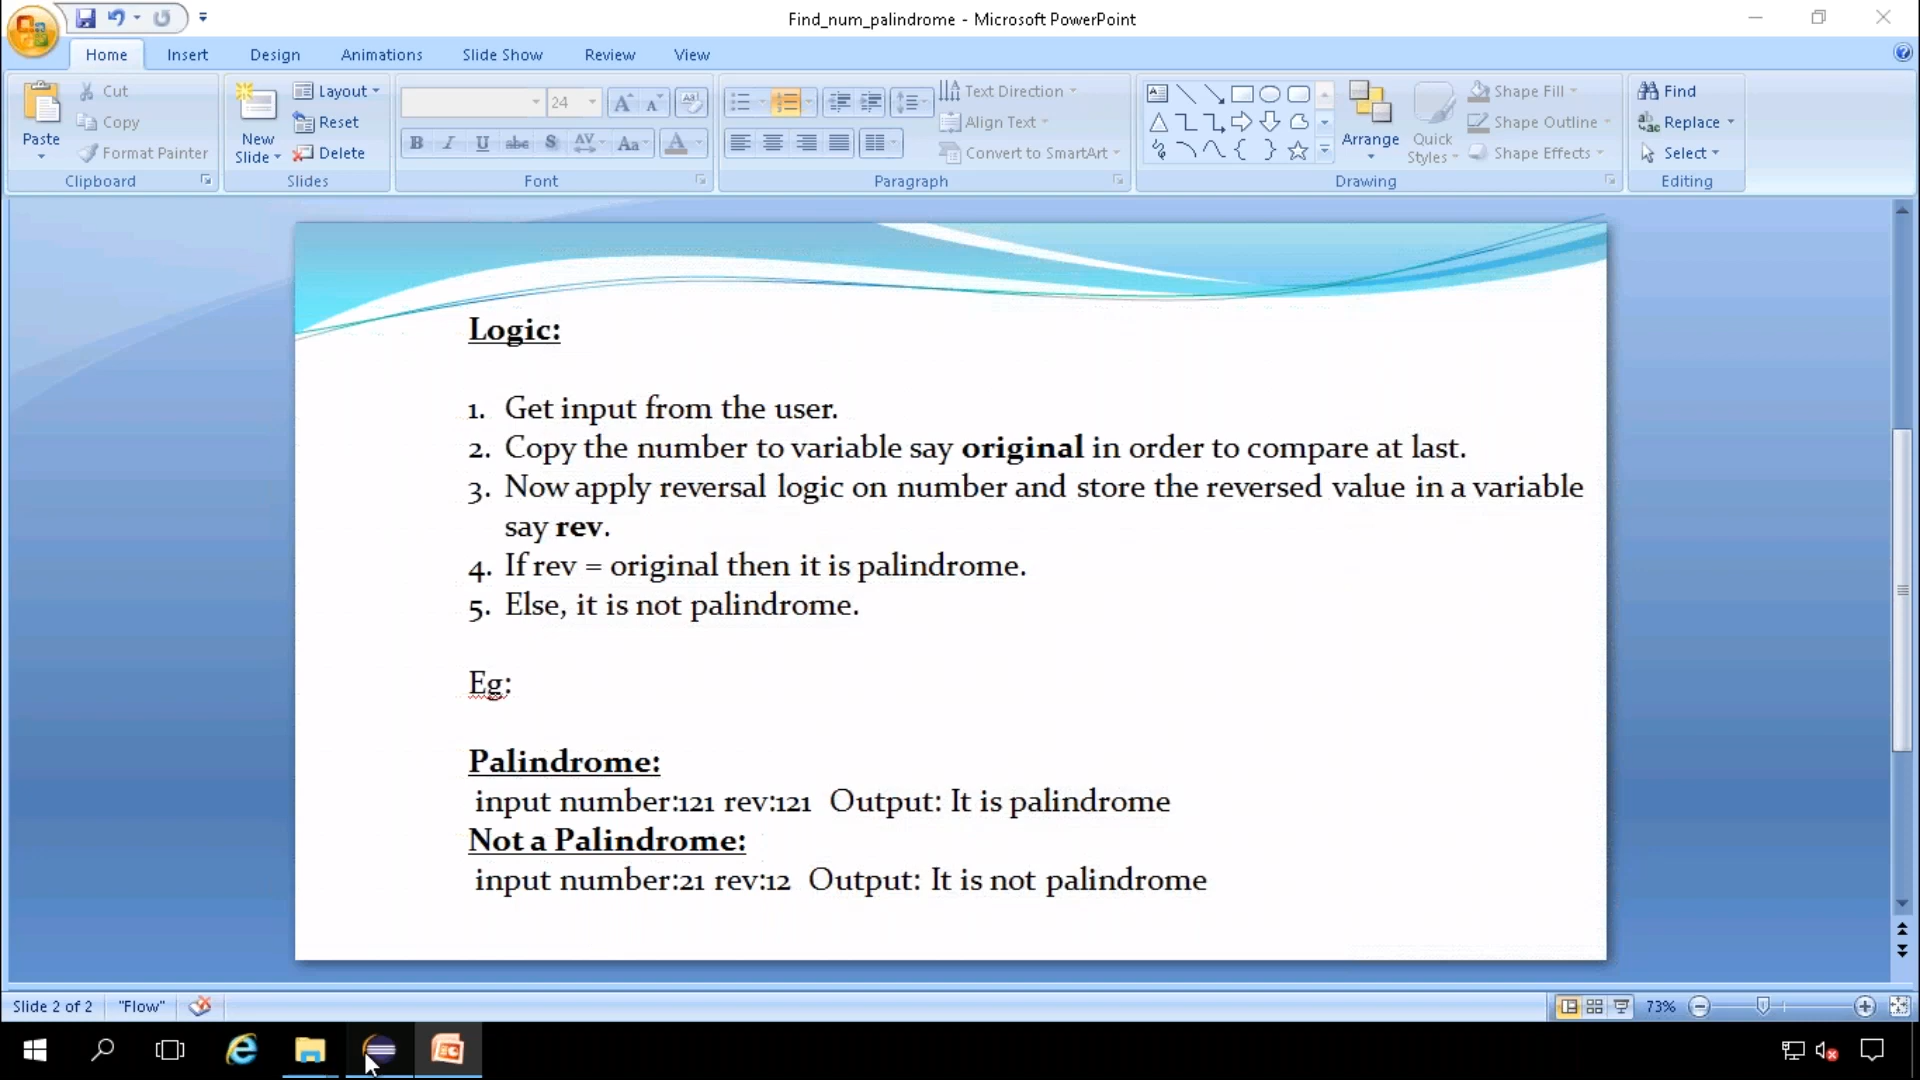 Find_num_palindrome - Microsoft PowerPoint
Home Insert Design Animations Slide Show Review View
Paste
Cut
Copy
Format Painter
Clipboard
New Slide
Layout
Reset
Delete
Slides
24
B I U abc S AV Aa A
Font
Text Direction
Align Text
Convert to SmartArt
Paragraph
Arrange
Quick Styles
Shape Fill
Shape Outline
Shape Effects
Drawing
Find
Replace
Select
Editing
Logic:
1. Get input from the user.
2. Copy the number to variable say original in order to compare at last.
3. Now apply reversal logic on number and store the reversed value in a variable
say rev.
4. If rev = original then it is palindrome.
5. Else, it is not palindrome.
Eg:
Palindrome:
input number:121 rev:121 Output: It is palindrome
Not a Palindrome:
input number:21 rev:12 Output: It is not palindrome
Slide 2 of 2 "Flow" 73%